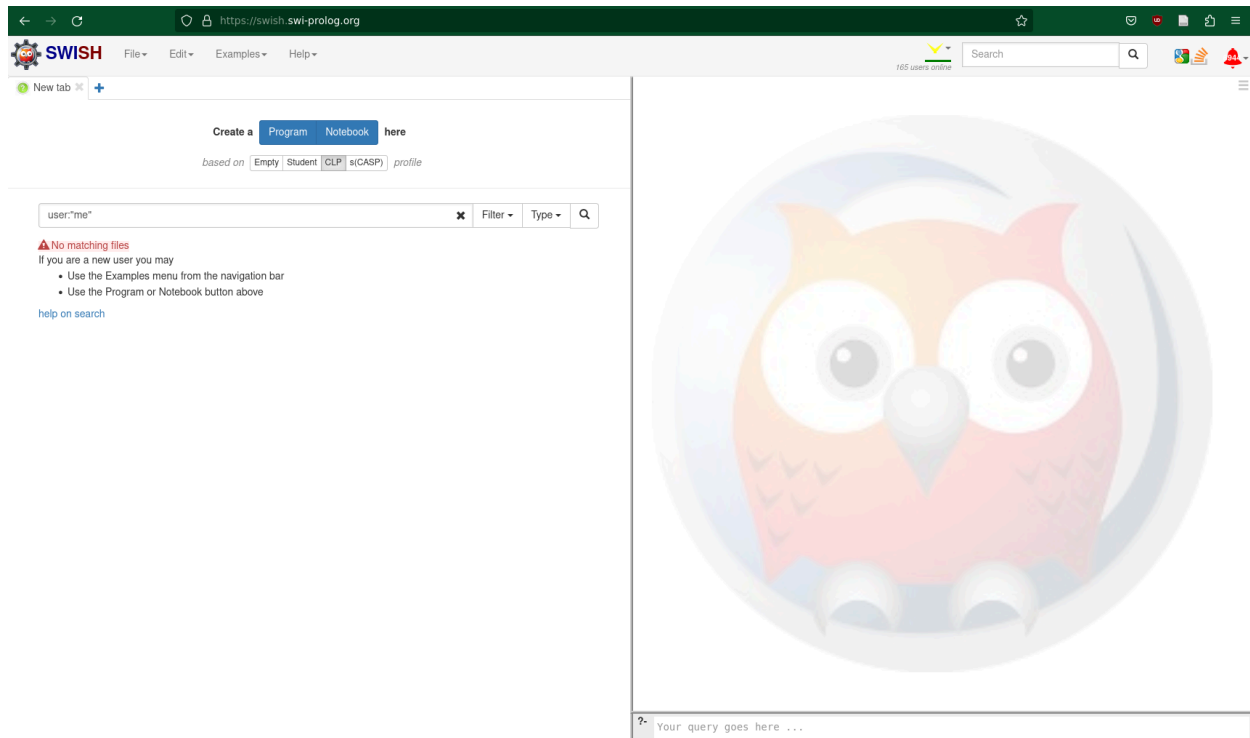 https://swish.swi-prolog.org
SWISH File Edit Examples Help 165 users online Search
New tab
Create a Program Notebook here
based on Empty Student CLP s(CASP) profile
user:"me" Filter Type
No matching files
If you are a new user you may
• Use the Examples menu from the navigation bar
• Use the Program or Notebook button above
help on search
?- Your query goes here ...